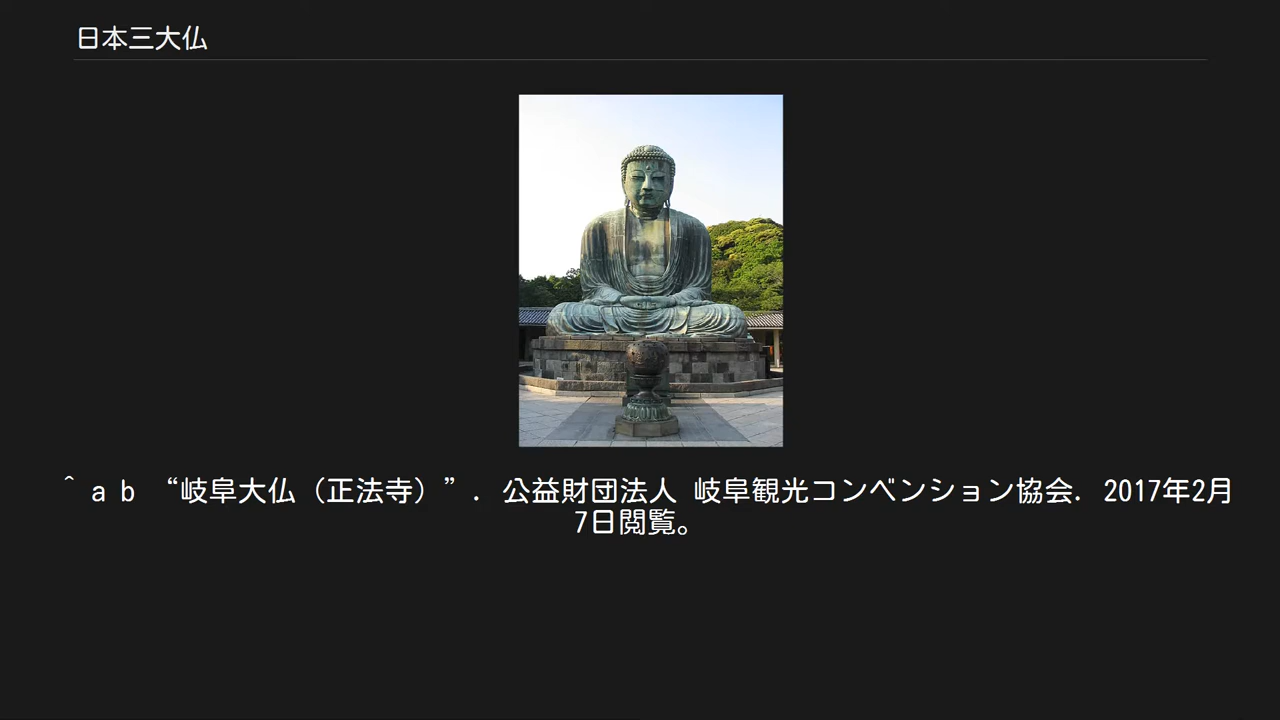 日本三大仏
^ a b “岐阜大仏（正法寺）”. 公益財団法人 岐阜観光コンベンション協会. 2017年2月
7日閲覧。